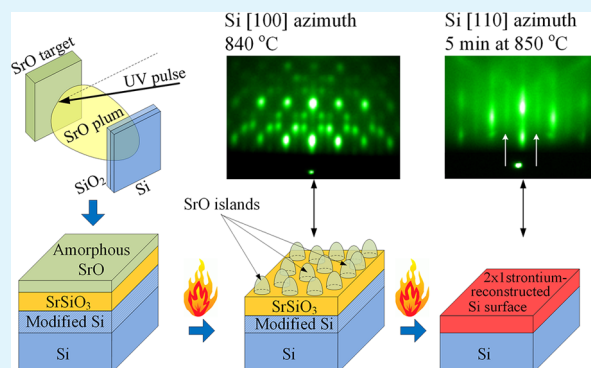 Si [100] azimuth
840 °C
Si [110] azimuth
5 min at 850 °C
SrO target
UV pulse
SrO plum
SiO2
Si
SrO islands
Amorphous
SrO
SrSiO3
Modified Si
Si
SrSiO3
Modified Si
Si
2x1strontium-
reconstructed
Si surface
Si